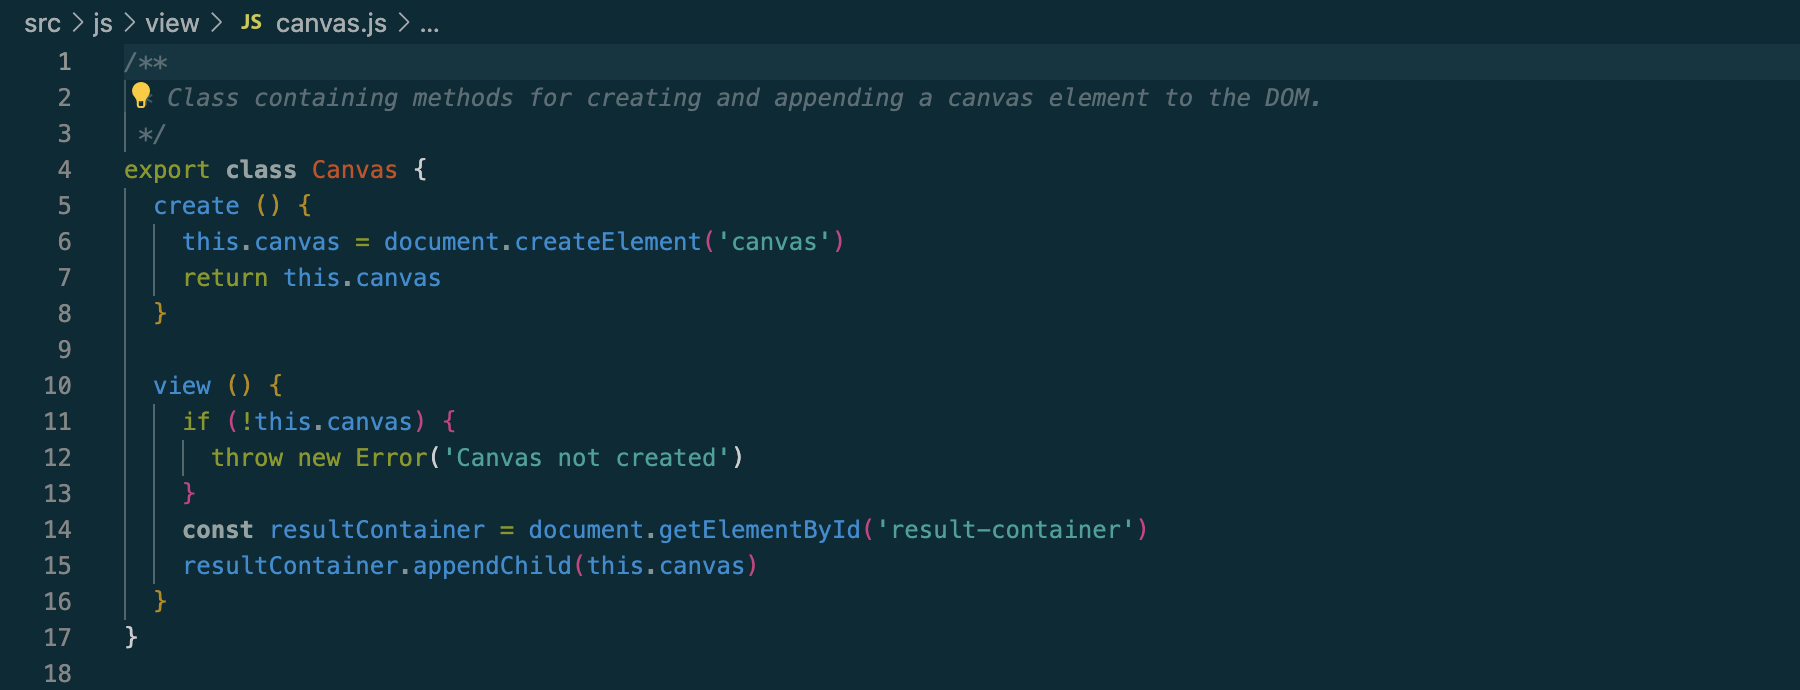 src > js > view > JS canvas.js > ...
1 /**
2 * Class containing methods for creating and appending a canvas element to the DOM.
3 */
4 export class Canvas {
5 create () {
6 this.canvas = document.createElement('canvas')
7 return this.canvas
8 }
9
10 view () {
11 if (!this.canvas) {
12 throw new Error('Canvas not created')
13 }
14 const resultContainer = document.getElementById('result-container')
15 resultContainer.appendChild(this.canvas)
16 }
17 }
18